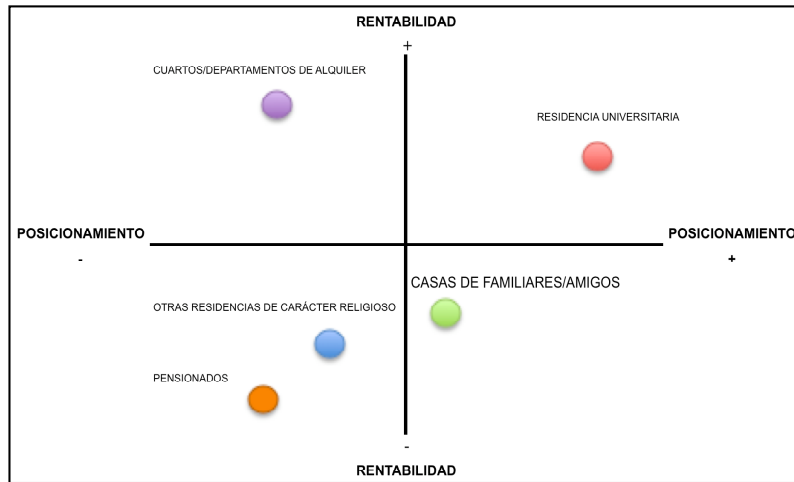 RENTABILIDAD
+
CUARTOS/DEPARTAMENTOS DE ALQUILER
RESIDENCIA UNIVERSITARIA
POSICIONAMIENTO
-
POSICIONAMIENTO
+
CASAS DE FAMILIARES/AMIGOS
OTRAS RESIDENCIAS DE CARÁCTER RELIGIOSO
PENSIONADOS
-
RENTABILIDAD